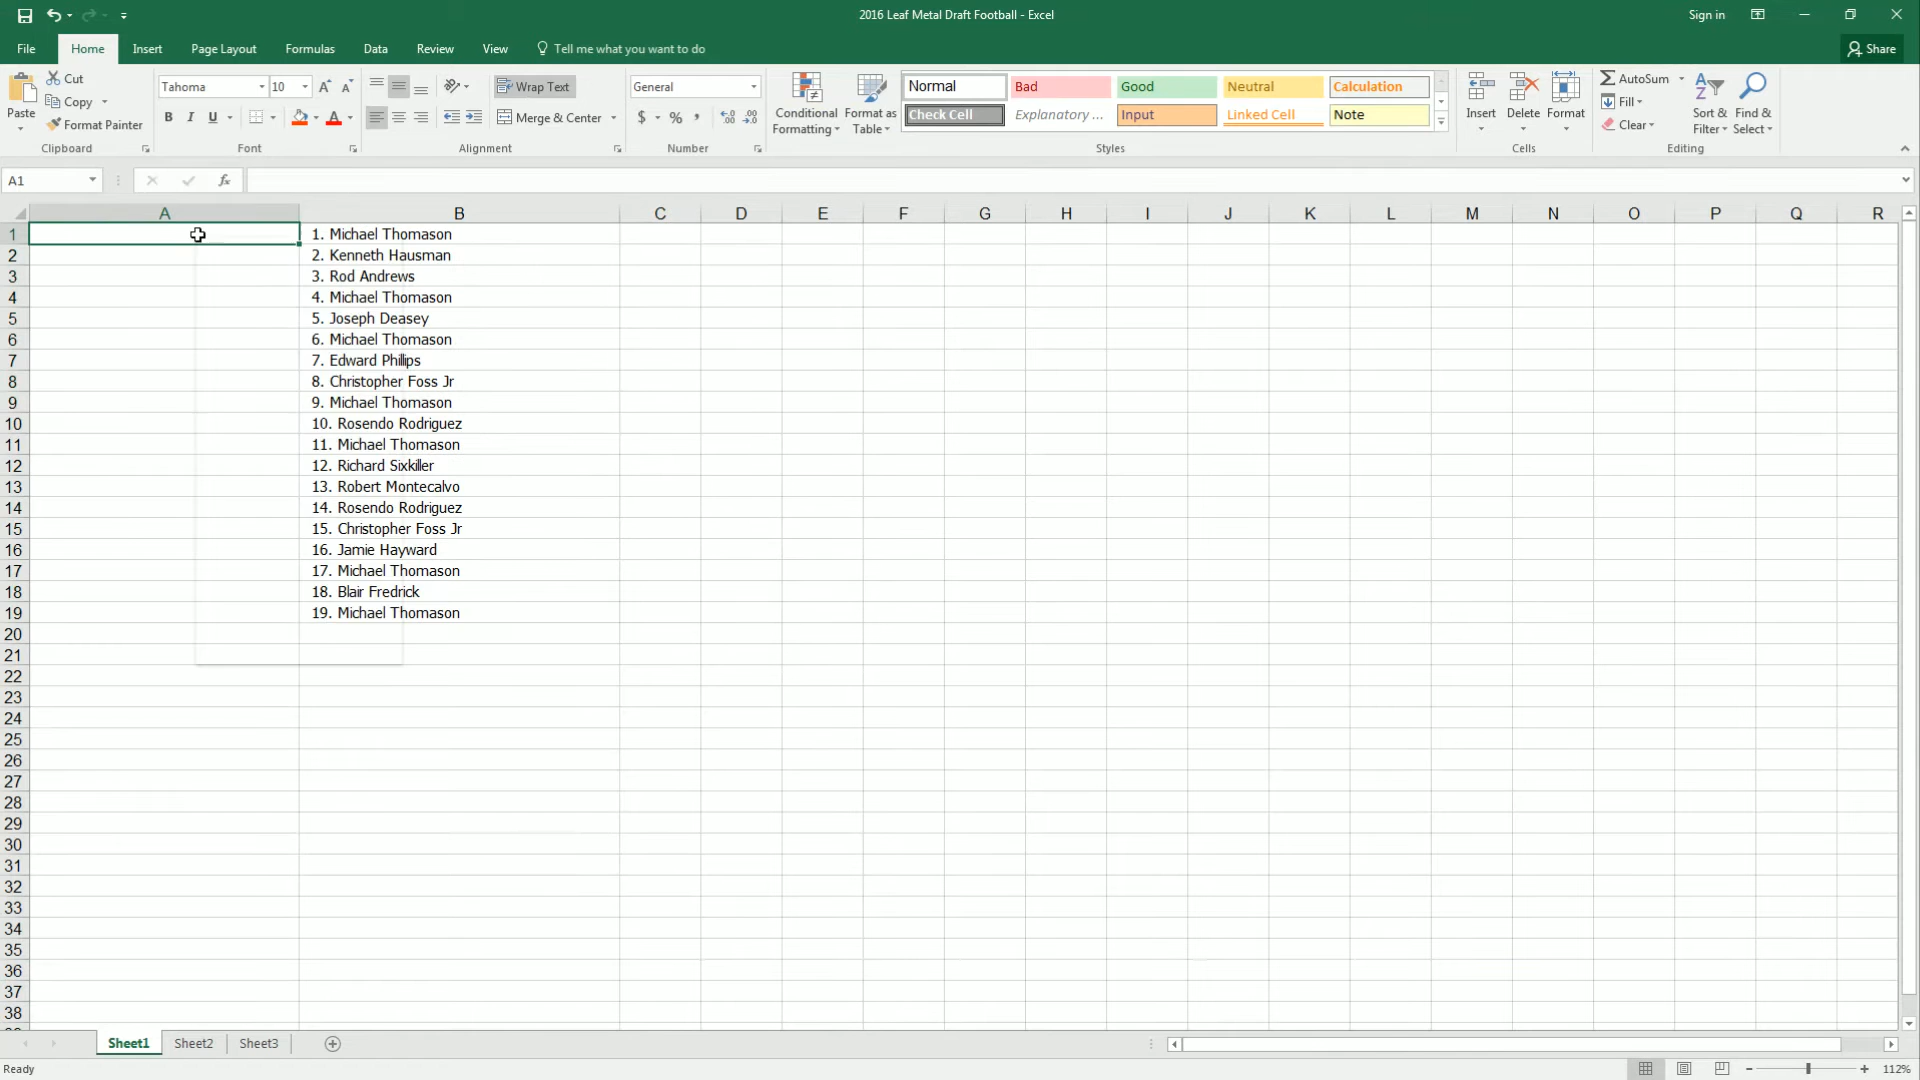 2016 Leaf Metal Draft Football - Excel
Sign in
File Home Insert Page Layout Formulas Data Review View Tell me what you want to do Share
Paste
Cut
Copy
Format Painter
Clipboard
Tahoma 10
B I U
Font
Wrap Text
Merge & Center
Alignment
General
$ % ,
Number
Conditional Formatting
Format as Table
Normal Bad Good Neutral Calculation
Check Cell Explanatory ... Input Linked Cell Note
Styles
Insert Delete Format
Cells
AutoSum
Fill
Clear
Sort & Filter
Find & Select
Editing
A1 fx
A B C D E F G H I J K L M N O P Q R
1 1. Michael Thomason
2 2. Kenneth Hausman
3 3. Rod Andrews
4 4. Michael Thomason
5 5. Joseph Deasey
6 6. Michael Thomason
7 7. Edward Phillips
8 8. Christopher Foss Jr
9 9. Michael Thomason
10 10. Rosendo Rodriguez
11 11. Michael Thomason
12 12. Richard Sixkiller
13 13. Robert Montecalvo
14 14. Rosendo Rodriguez
15 15. Christopher Foss Jr
16 16. Jamie Hayward
17 17. Michael Thomason
18 18. Blair Fredrick
19 19. Michael Thomason
20
21
22
23
24
25
26
27
28
29
30
31
32
33
34
35
36
37
38
Sheet1 Sheet2 Sheet3
Ready
112%